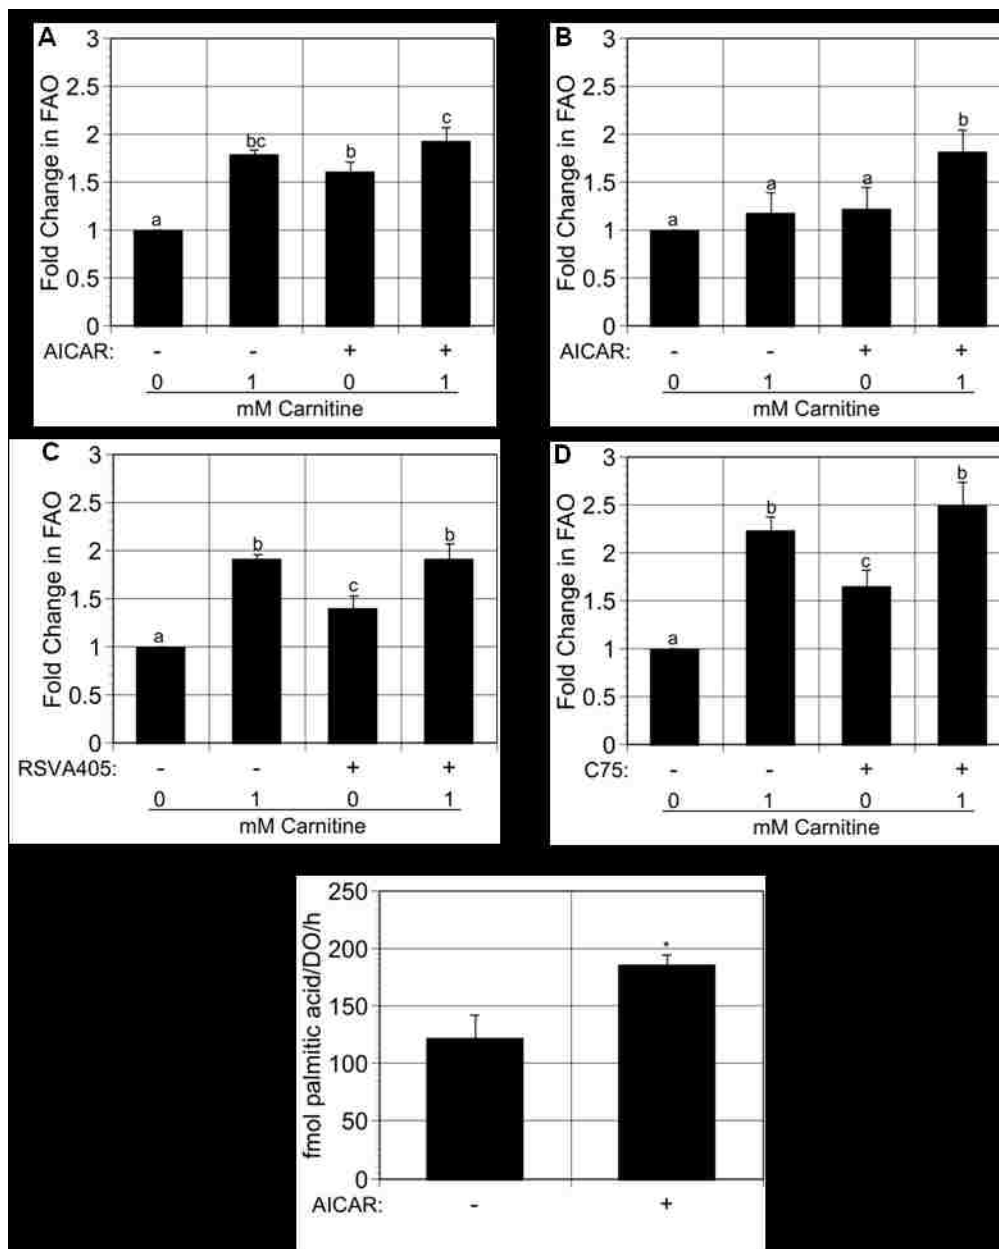 A
Fold Change in FAO
3
2.5
2
1.5
1
0.5
0
a
bc
b
c
AICAR: - - + +
0 1 0 1
mM Carnitine
B
Fold Change in FAO
3
2.5
2
1.5
1
0.5
0
a
a
a
b
AICAR: - - + +
0 1 0 1
mM Carnitine
C
Fold Change in FAO
3
2.5
2
1.5
1
0.5
0
a
b
c
b
RSVA405: - - + +
0 1 0 1
mM Carnitine
D
Fold Change in FAO
3
2.5
2
1.5
1
0.5
0
a
b
c
b
C75: - - + +
0 1 0 1
mM Carnitine
fmol palmitic acid/DO/h
250
200
150
100
50
0
*
AICAR: - +